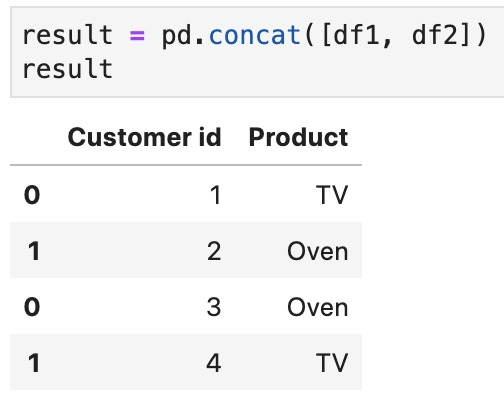 result = pd.concat([df1, df2])
result
Customer id Product
0 1 TV
1 2 Oven
0 3 Oven
1 4 TV